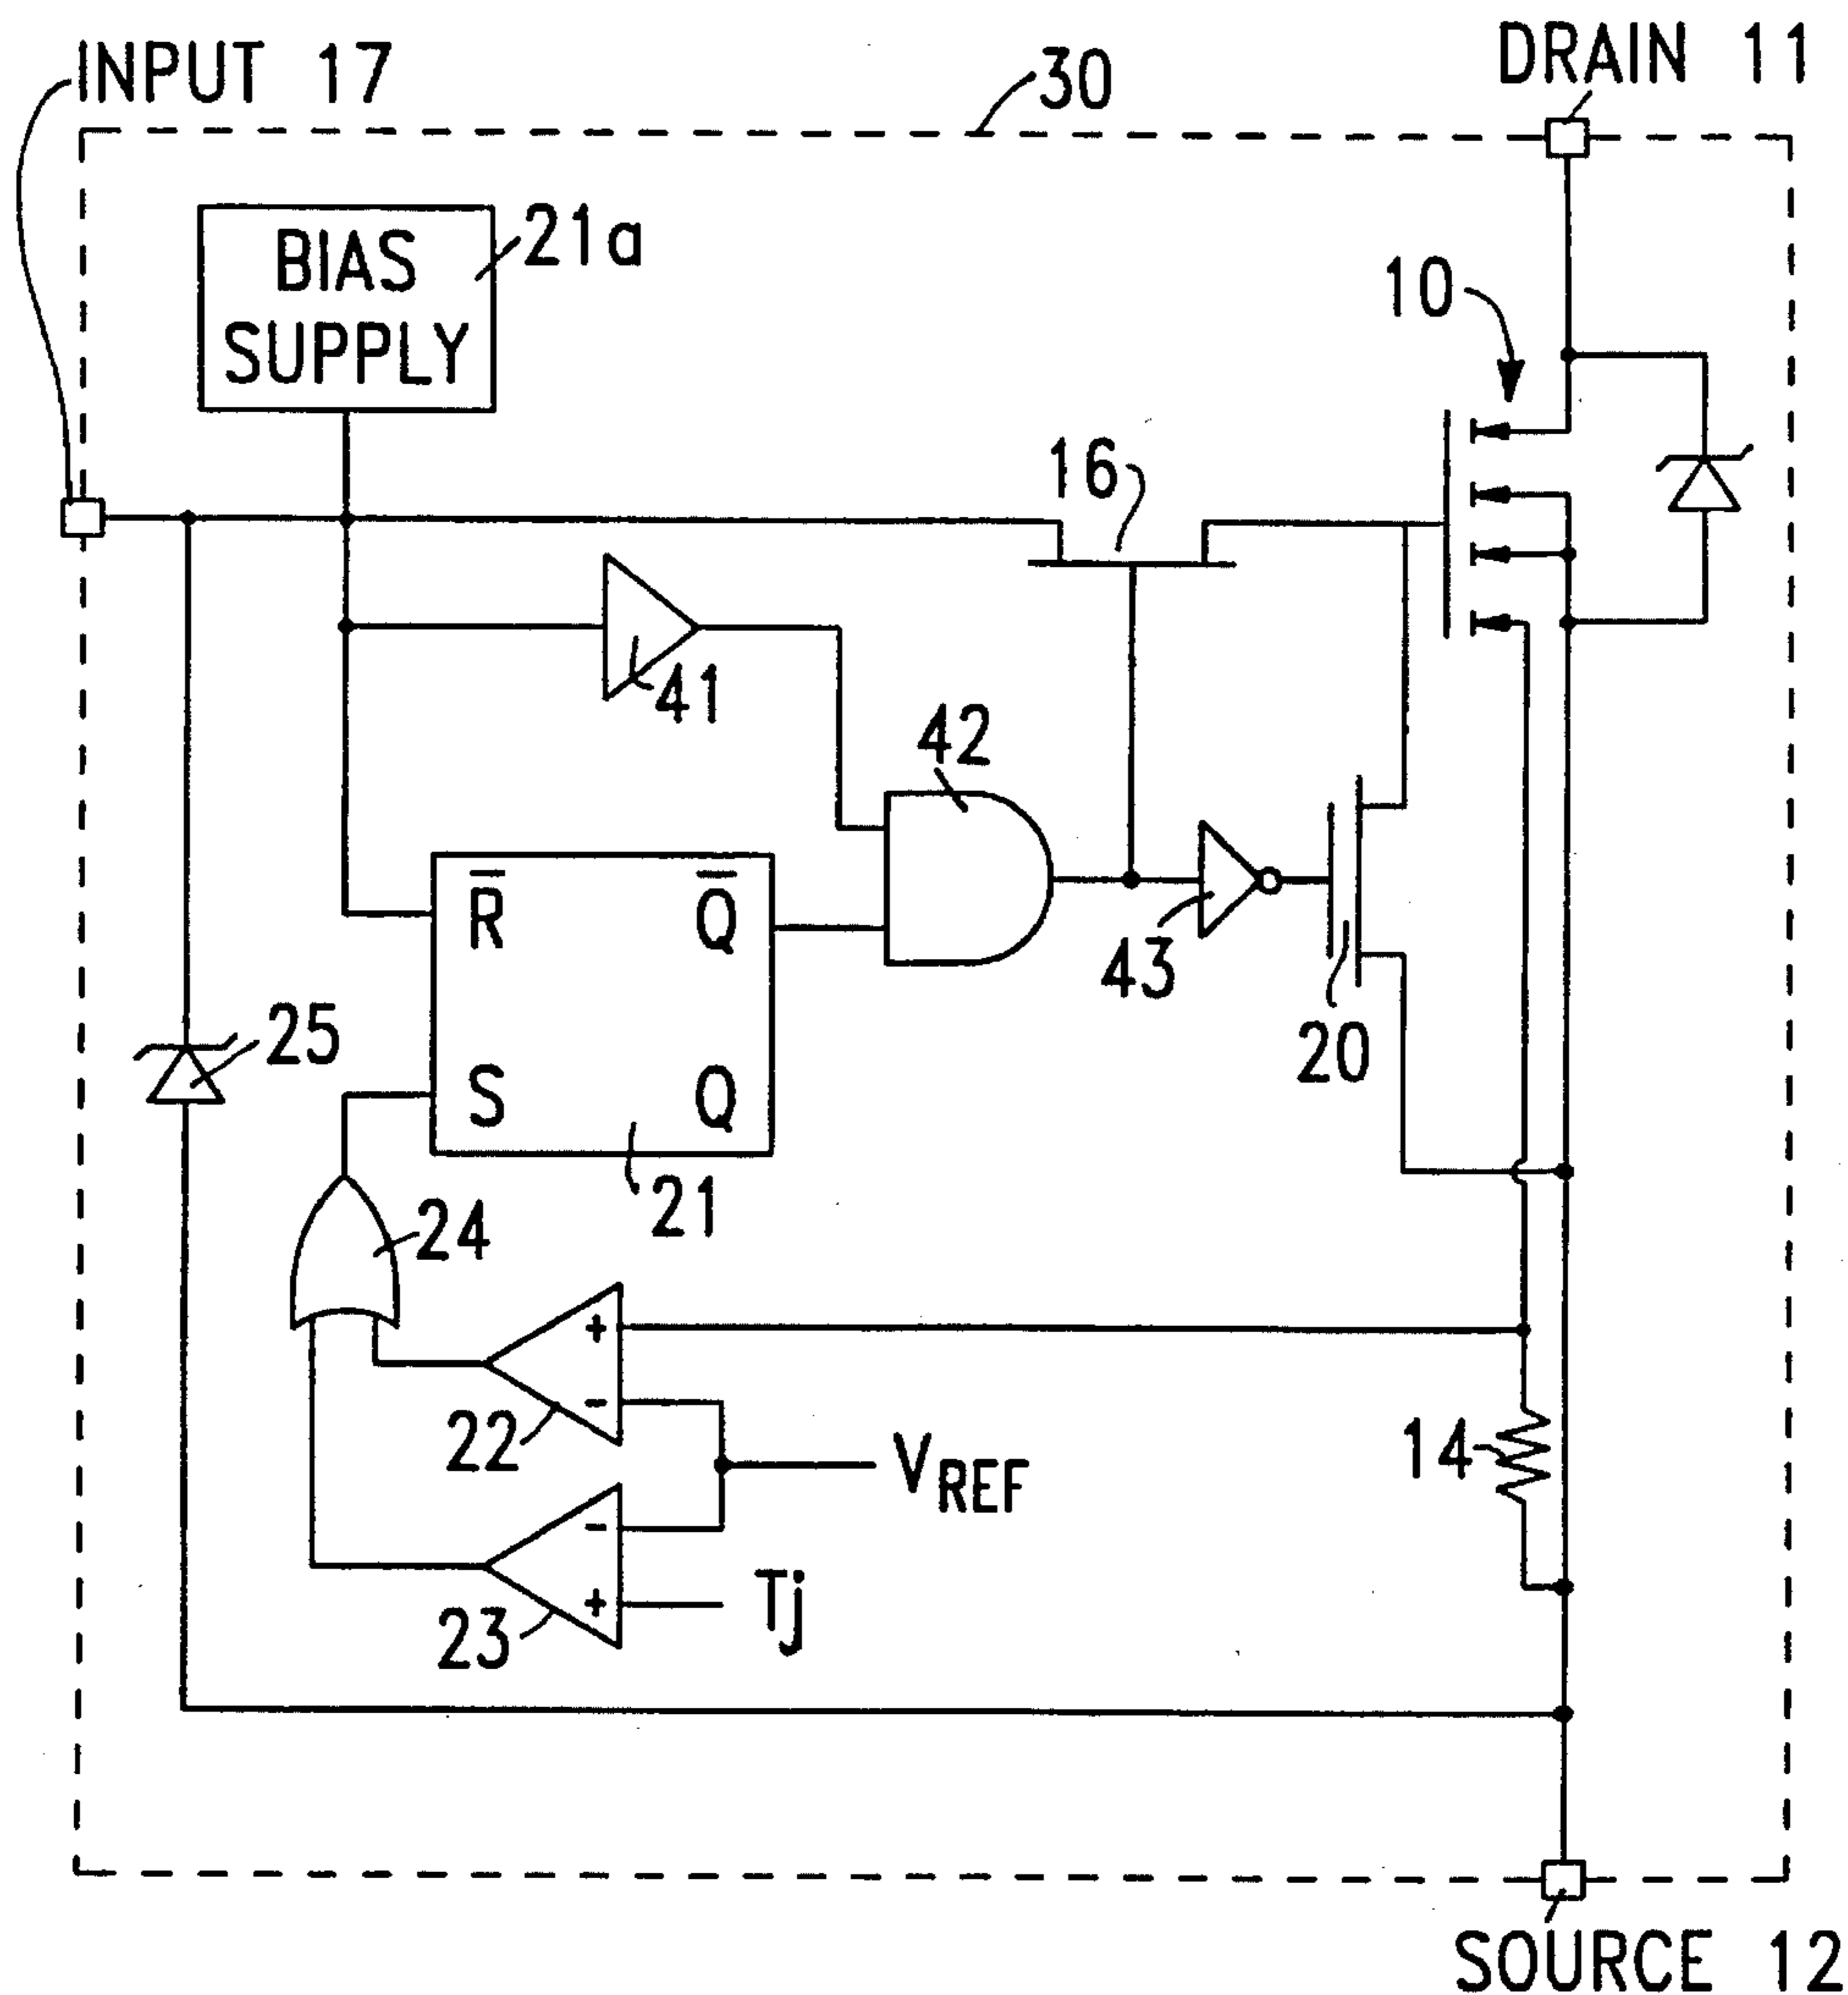 INPUT 17
30
DRAIN 11
BIAS
SUPPLY
21a
10
16
41
42
R̅
Q̅
43
25
20
S
Q
21
24
+
-
22
14
VREF
-
+
Tj
23
SOURCE 12